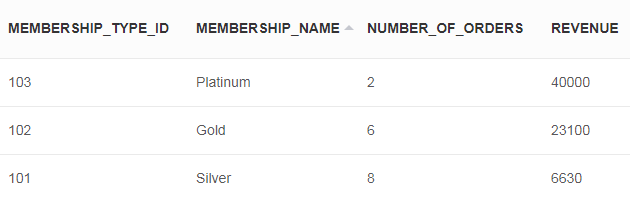 MEMBERSHIP_TYPE_ID MEMBERSHIP_NAME NUMBER_OF_ORDERS REVENUE
103 Platinum 2 40000
102 Gold 6 23100
101 Silver 8 6630